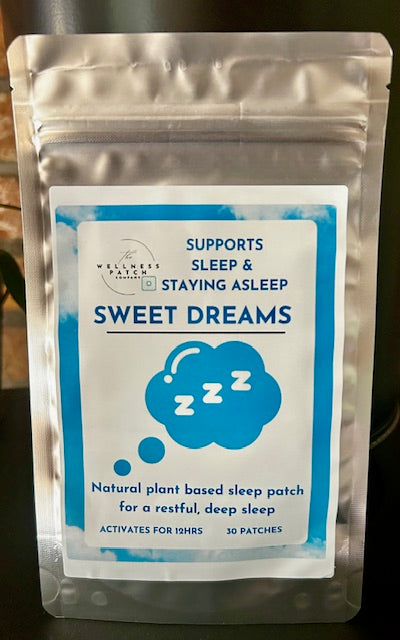 The
WELLNESS
PATCH
COMPANY
SUPPORTS
SLEEP &
STAYING ASLEEP
SWEET DREAMS
z z z
Natural plant based sleep patch
for a restful, deep sleep
ACTIVATES FOR 12HRS 30 PATCHES